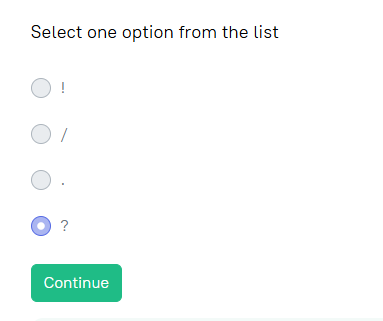 Select one option from the list
!
/
.
?
Continue